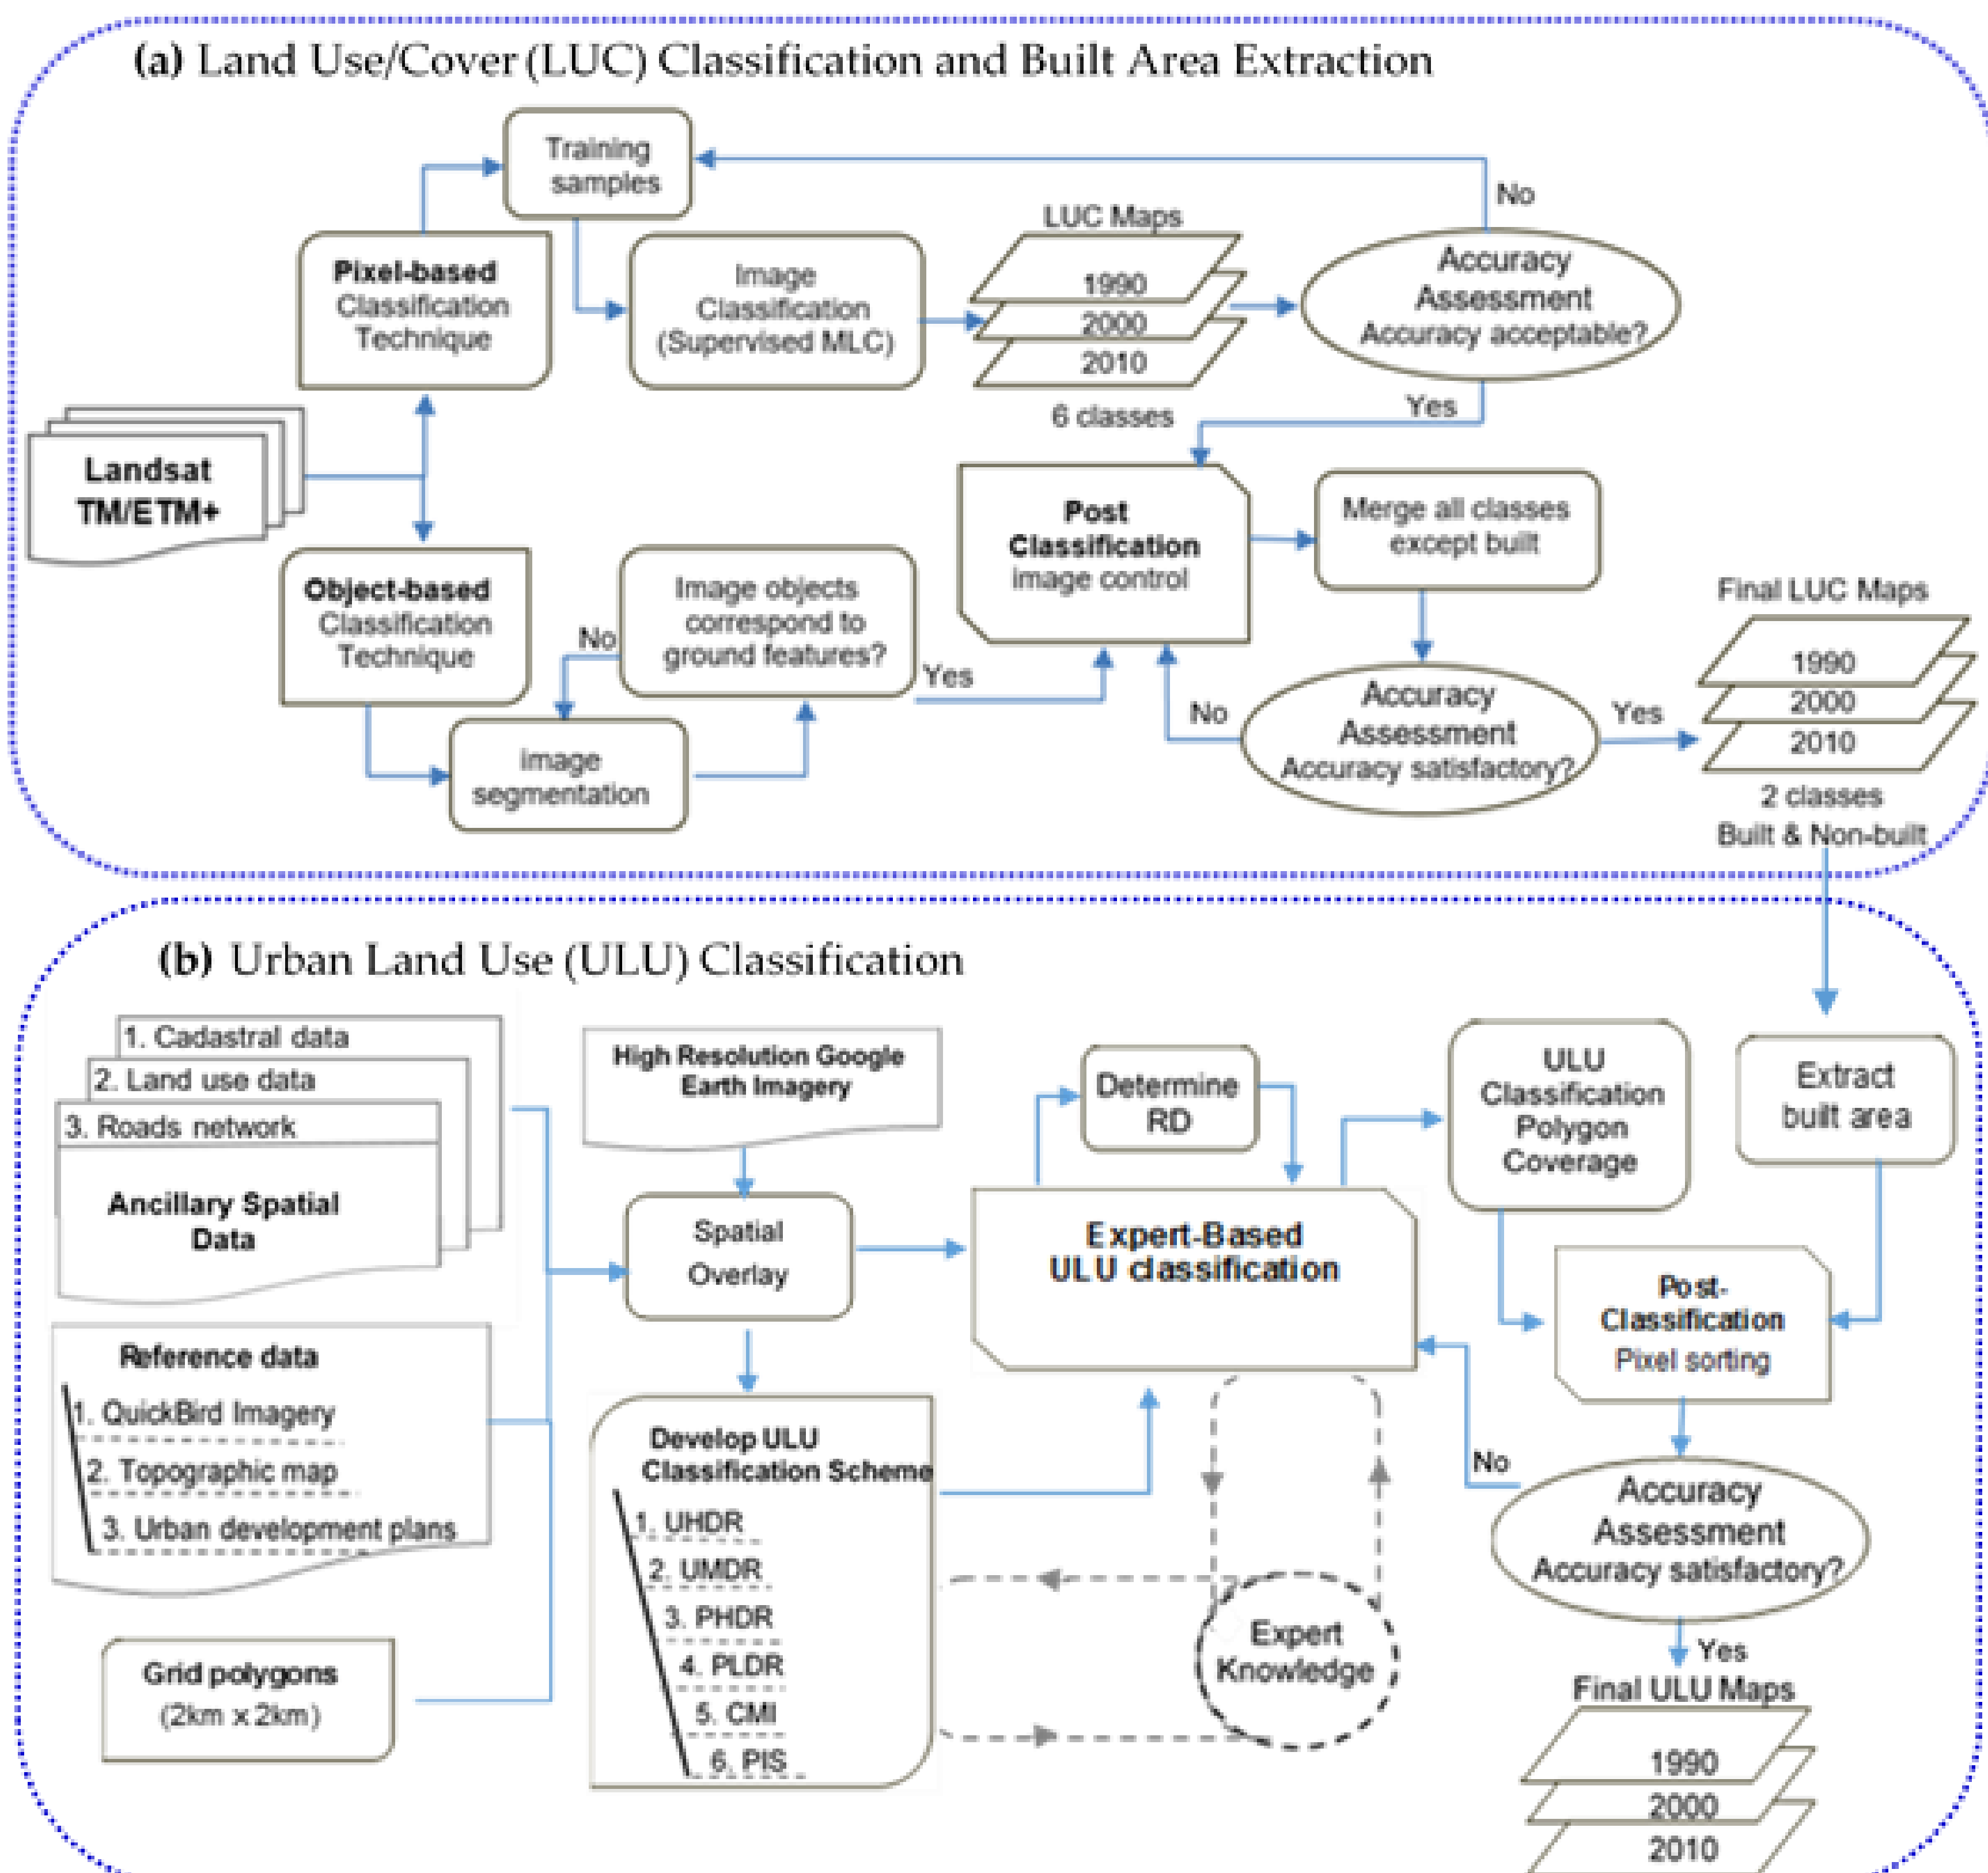 (a) Land Use/Cover (LUC) Classification and Built Area Extraction
Training
samples
No
LUC Maps
Pixel-based
Classification
Technique
Image
Classification
(Supervised MLC)
1990
2000
2010
6 classes
Accuracy
Assessment
Accuracy acceptable?
Yes
Landsat
TM/ETM+
Post
Classification
image control
Merge all classes
except built
Object-based
Classification
Technique
Image objects
correspond to
ground features?
No
Yes
image
segmentation
Accuracy
Assessment
Accuracy satisfactory?
No
Yes
Final LUC Maps
1990
2000
2010
2 classes
Built & Non-built
(b) Urban Land Use (ULU) Classification
1. Cadastral data
2. Land use data
3. Roads network
Ancillary Spatial
Data
High Resolution Google
Earth Imagery
Determine
RD
ULU
Classification
Polygon
Coverage
Extract
built area
Spatial
Overlay
Expert-Based
ULU classification
Post-
Classification
Pixel sorting
Reference data
1. QuickBird Imagery
2. Topographic map
3. Urban development plans
Develop ULU
Classification Scheme
1. UHDR
2. UMDR
3. PHDR
4. PLDR
5. CMI
6. PIS
No
Accuracy
Assessment
Accuracy satisfactory?
Expert
Knowledge
Grid polygons
(2km x 2km)
Yes
Final ULU Maps
1990
2000
2010